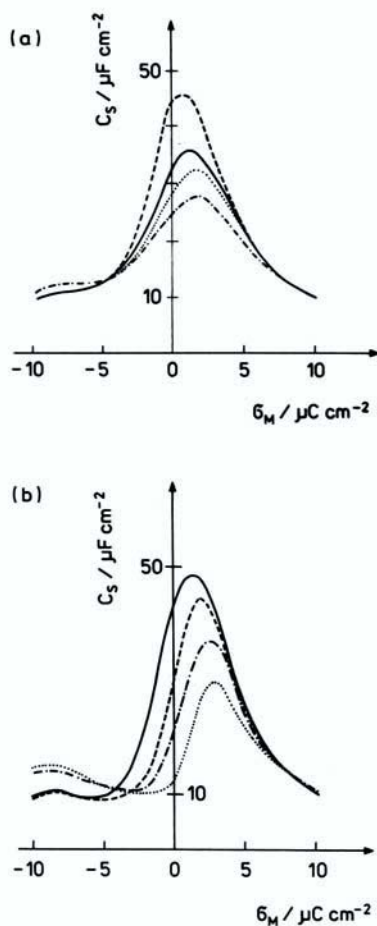 (a)
50
C_S / µF cm⁻²
10
-10 -5 0 5 10
σ_M / µC cm⁻²
(b)
50
C_S / µF cm⁻²
10
-10 -5 0 5 10
σ_M / µC cm⁻²